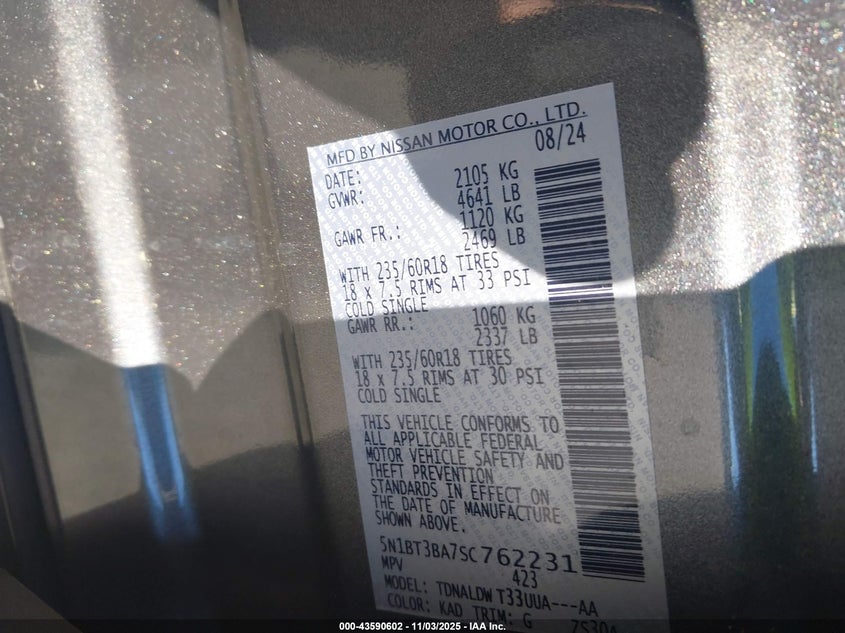 MFD BY NISSAN MOTOR CO., LTD.
DATE: 08/24
GVWR: 2105 KG
4641 LB
GAWR FR.: 1120 KG
2469 LB
WITH 235/60R18 TIRES
18 x 7.5 RIMS AT 33 PSI
COLD SINGLE
GAWR RR.: 1060 KG
2337 LB
WITH 235/60R18 TIRES
18 x 7.5 RIMS AT 30 PSI
COLD SINGLE
THIS VEHICLE CONFORMS TO
ALL APPLICABLE FEDERAL
MOTOR VEHICLE SAFETY AND
THEFT PREVENTION
STANDARDS IN EFFECT ON
THE DATE OF MANUFACTURE
SHOWN ABOVE.
5N1BT3BA7SC762231
MPV 423
MODEL: TDNALDW T33UUA---AA
COLOR: KAD TRIM: G
000-43590602 - 11/03/2025 - IAA Inc.